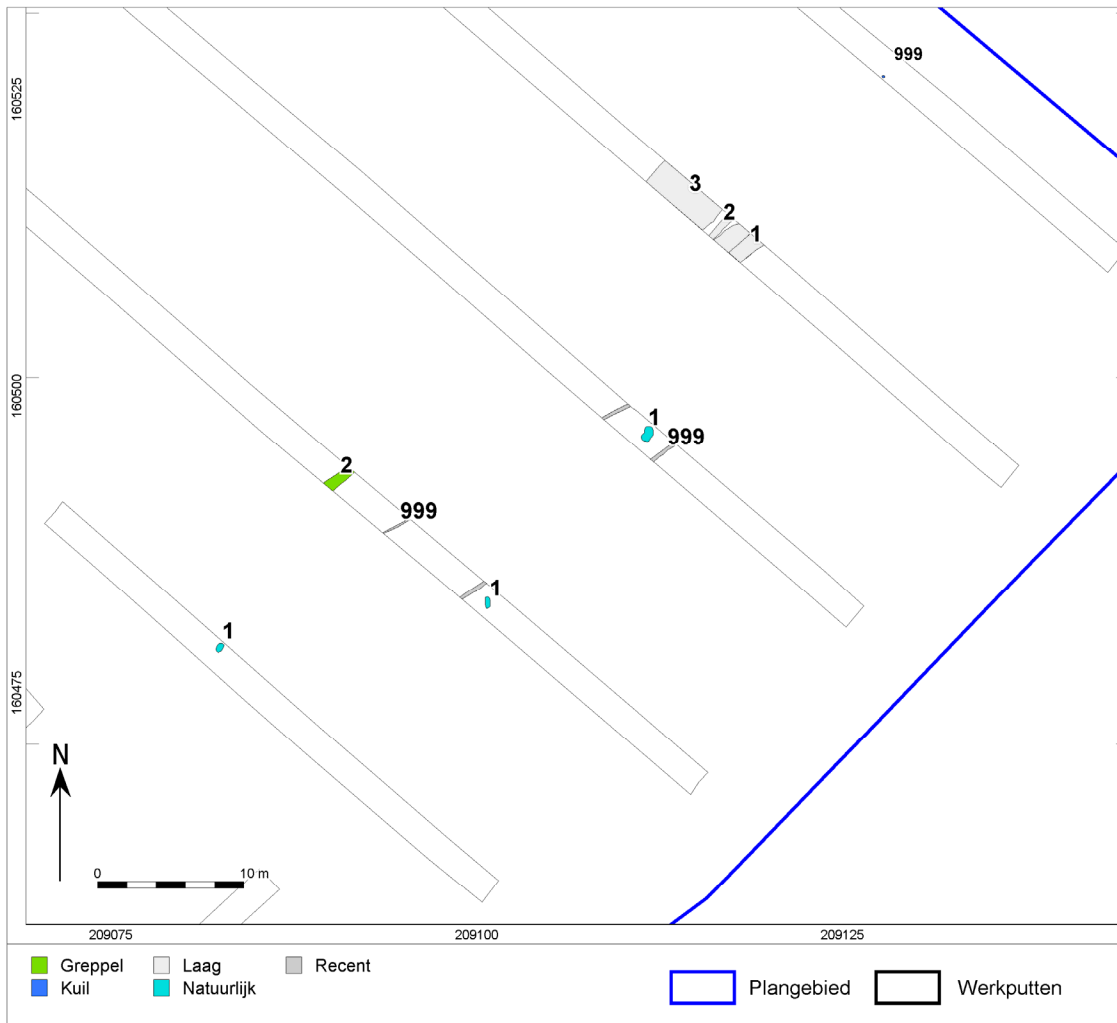 999
160525
3
2
1
160500
1
999
2
999
1
1
160475
N
0 10 m
209075 209100 209125
Greppel Laag Recent
Kuil Natuurlijk
Plangebied Werkputten